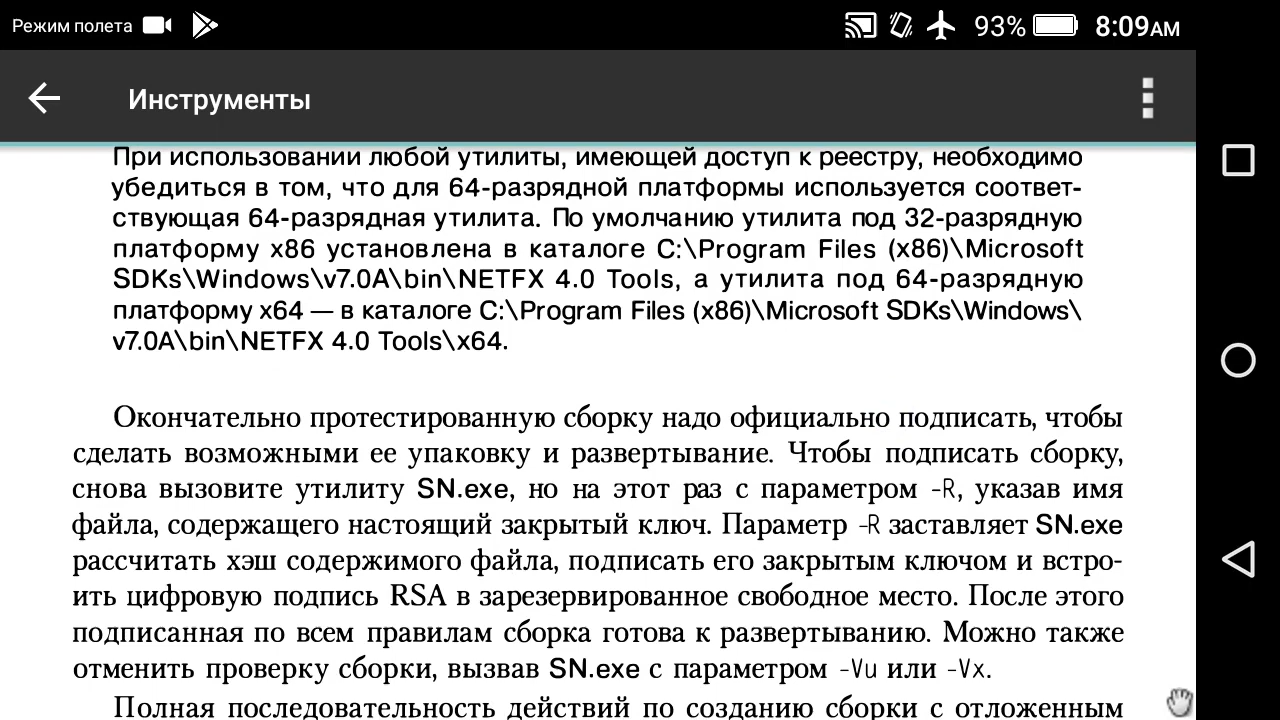 Режим полета 93% 8:09AM
Инструменты
При использовании любой утилиты, имеющей доступ к реестру, необходимо
убедиться в том, что для 64-разрядной платформы используется соответ-
ствующая 64-разрядная утилита. По умолчанию утилита под 32-разрядную
платформу x86 установлена в каталоге C:\Program Files (x86)\Microsoft
SDKs\Windows\v7.0A\bin\NETFX 4.0 Tools, а утилита под 64-разрядную
платформу x64 — в каталоге C:\Program Files (x86)\Microsoft SDKs\Windows\
v7.0A\bin\NETFX 4.0 Tools\x64.
Окончательно протестированную сборку надо официально подписать, чтобы
сделать возможными ее упаковку и развертывание. Чтобы подписать сборку,
снова вызовите утилиту SN.exe, но на этот раз с параметром -R, указав имя
файла, содержащего настоящий закрытый ключ. Параметр -R заставляет SN.exe
рассчитать хэш содержимого файла, подписать его закрытым ключом и встро-
ить цифровую подпись RSA в зарезервированное свободное место. После этого
подписанная по всем правилам сборка готова к развертыванию. Можно также
отменить проверку сборки, вызвав SN.exe с параметром -Vu или -Vx.
Полная последовательность действий по созданию сборки с отложенным